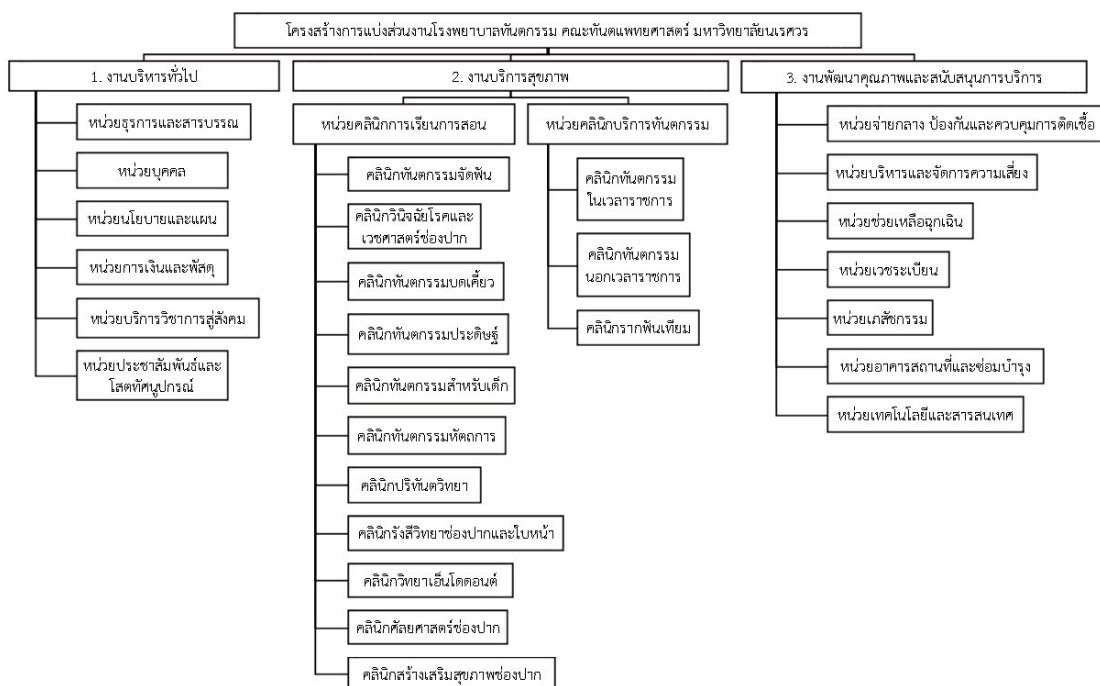 โครงสร้างการแบ่งส่วนงานโรงพยาบาลทันตกรรม คณะทันตแพทยศาสตร์ มหาวิทยาลัยนเรศวร
1. งานบริหารทั่วไป
หน่วยธุรการและสารบรรณ
หน่วยบุคคล
หน่วยนโยบายและแผน
หน่วยการเงินและพัสดุ
หน่วยบริการวิชาการสู่สังคม
หน่วยประชาสัมพันธ์และ
โสตทัศนูปกรณ์
2. งานบริการสุขภาพ
หน่วยคลินิกการเรียนการสอน
คลินิกทันตกรรมจัดฟัน
คลินิกวินิจฉัยโรคและ
เวชศาสตร์ช่องปาก
คลินิกทันตกรรมบดเคี้ยว
คลินิกทันตกรรมประดิษฐ์
คลินิกทันตกรรมสำหรับเด็ก
คลินิกทันตกรรมหัตถการ
คลินิกปริทันตวิทยา
คลินิกรังสีวิทยาช่องปากและใบหน้า
คลินิกวิทยาเอ็นโดดอนต์
คลินิกศัลยศาสตร์ช่องปาก
คลินิกสร้างเสริมสุขภาพช่องปาก
หน่วยคลินิกบริการทันตกรรม
คลินิกทันตกรรม
ในเวลาราชการ
คลินิกทันตกรรม
นอกเวลาราชการ
คลินิกรากฟันเทียม
3. งานพัฒนาคุณภาพและสนับสนุนการบริการ
หน่วยจ่ายกลาง ป้องกันและควบคุมการติดเชื้อ
หน่วยบริหารและจัดการความเสี่ยง
หน่วยช่วยเหลือฉุกเฉิน
หน่วยเวชระเบียน
หน่วยเภสัชกรรม
หน่วยอาคารสถานที่และซ่อมบำรุง
หน่วยเทคโนโลยีและสารสนเทศ